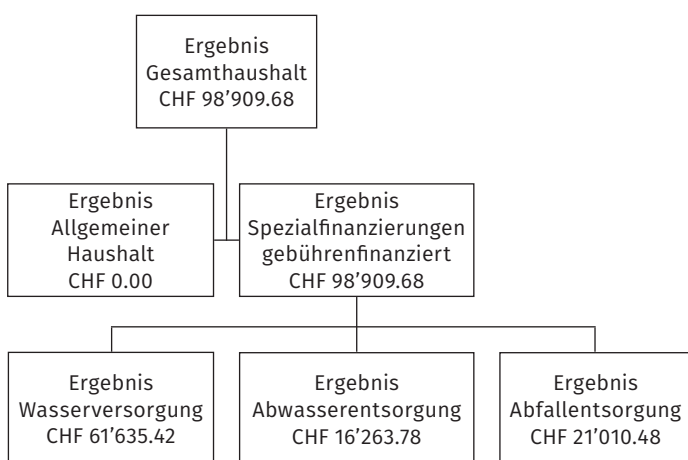 Ergebnis
Gesamthaushalt
CHF 98’909.68
Ergebnis
Allgemeiner
Haushalt
CHF 0.00
Ergebnis
Spezialfinanzierungen
gebührenfinanziert
CHF 98’909.68
Ergebnis
Wasserversorgung
CHF 61’635.42
Ergebnis
Abwasserentsorgung
CHF 16’263.78
Ergebnis
Abfallentsorgung
CHF 21’010.48